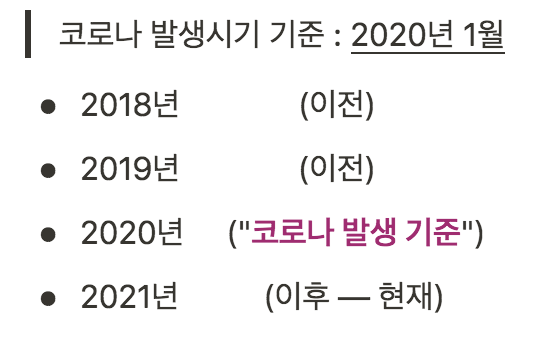 코로나 발생시기 기준 : 2020년 1월
● 2018년 (이전)
● 2019년 (이전)
● 2020년 ("코로나 발생 기준")
● 2021년 (이후 — 현재)